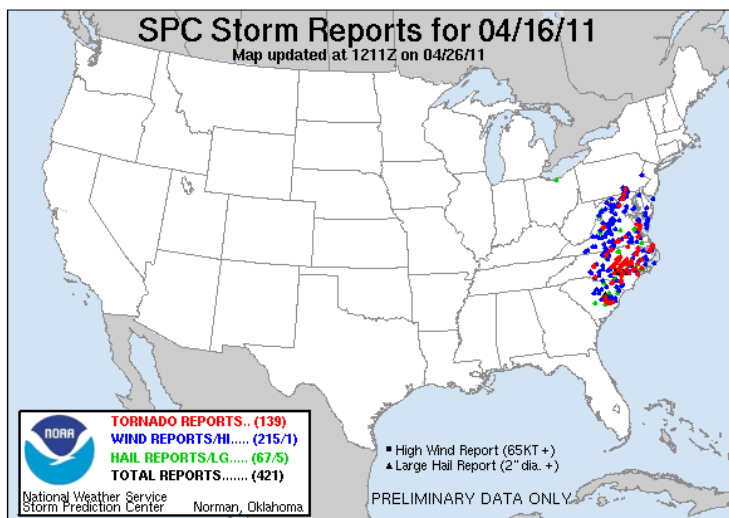 SPC Storm Reports for 04/16/11
Map updated at 1211Z on 04/26/11
TORNADO REPORTS.. (139)
WIND REPORTS/HI..... (215/1)
HAIL REPORTS/LG..... (67/5)
TOTAL REPORTS....... (421)
NOAA
National Weather Service
Storm Prediction Center Norman, Oklahoma
High Wind Report (65KT +)
Large Hail Report (2" dia. +)
PRELIMINARY DATA ONLY